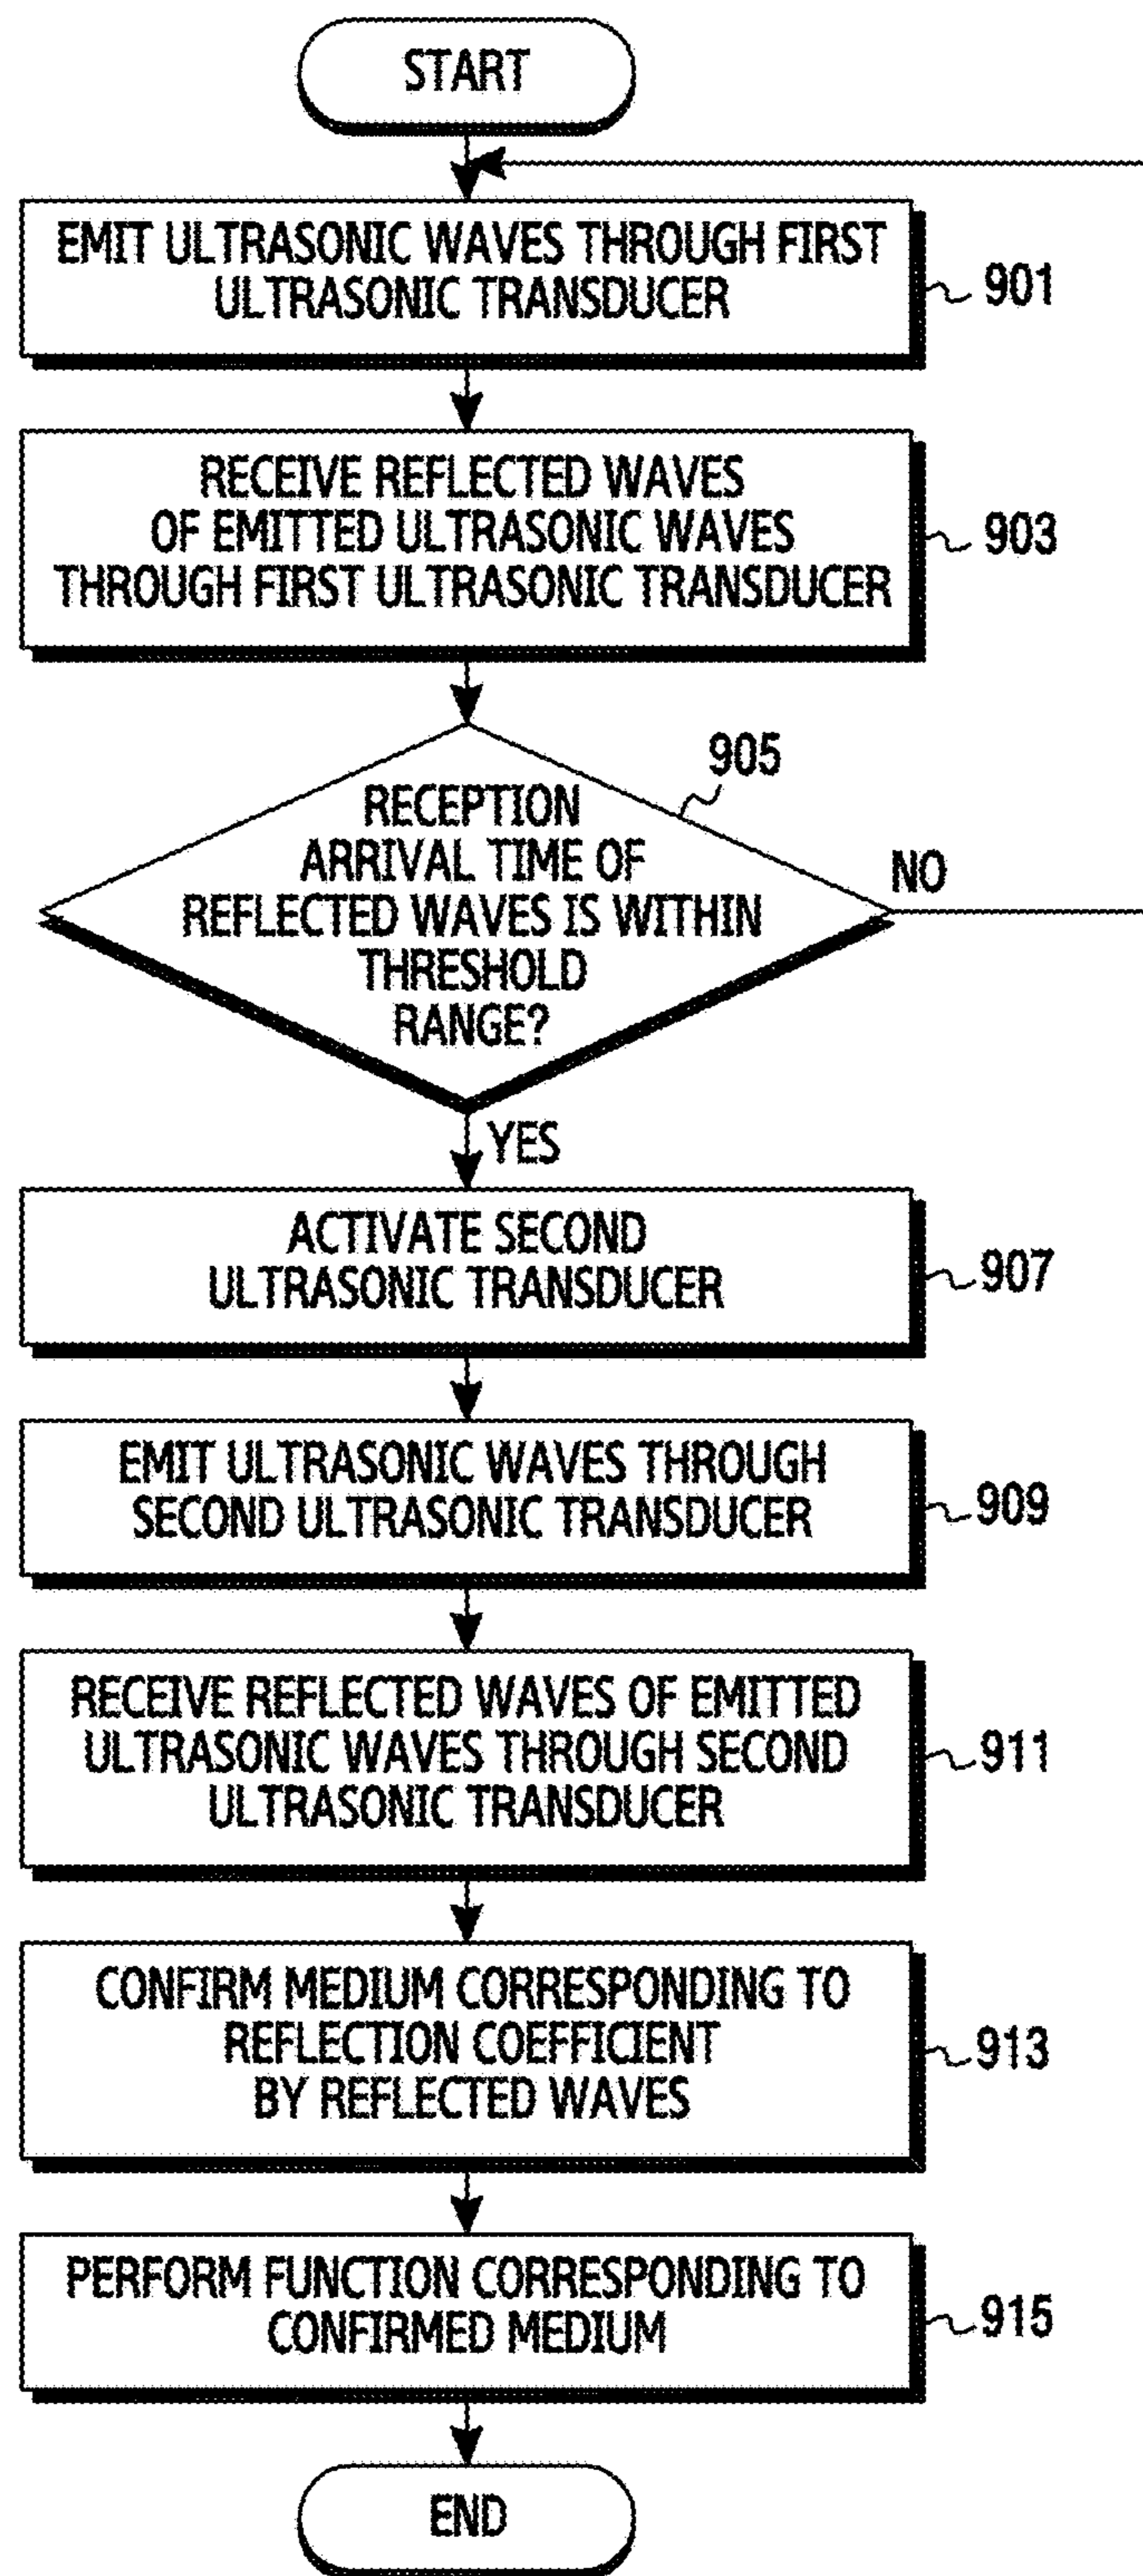 START
EMIT ULTRASONIC WAVES THROUGH FIRST
ULTRASONIC TRANSDUCER
901
RECEIVE REFLECTED WAVES
OF EMITTED ULTRASONIC WAVES
THROUGH FIRST ULTRASONIC TRANSDUCER
903
905
RECEPTION
ARRIVAL TIME OF
REFLECTED WAVES IS WITHIN
THRESHOLD
RANGE?
NO
YES
ACTIVATE SECOND
ULTRASONIC TRANSDUCER
907
EMIT ULTRASONIC WAVES THROUGH
SECOND ULTRASONIC TRANSDUCER
909
RECEIVE REFLECTED WAVES OF EMITTED
ULTRASONIC WAVES THROUGH SECOND
ULTRASONIC TRANSDUCER
911
CONFIRM MEDIUM CORRESPONDING TO
REFLECTION COEFFICIENT
BY REFLECTED WAVES
913
PERFORM FUNCTION CORRESPONDING TO
CONFIRMED MEDIUM
915
END